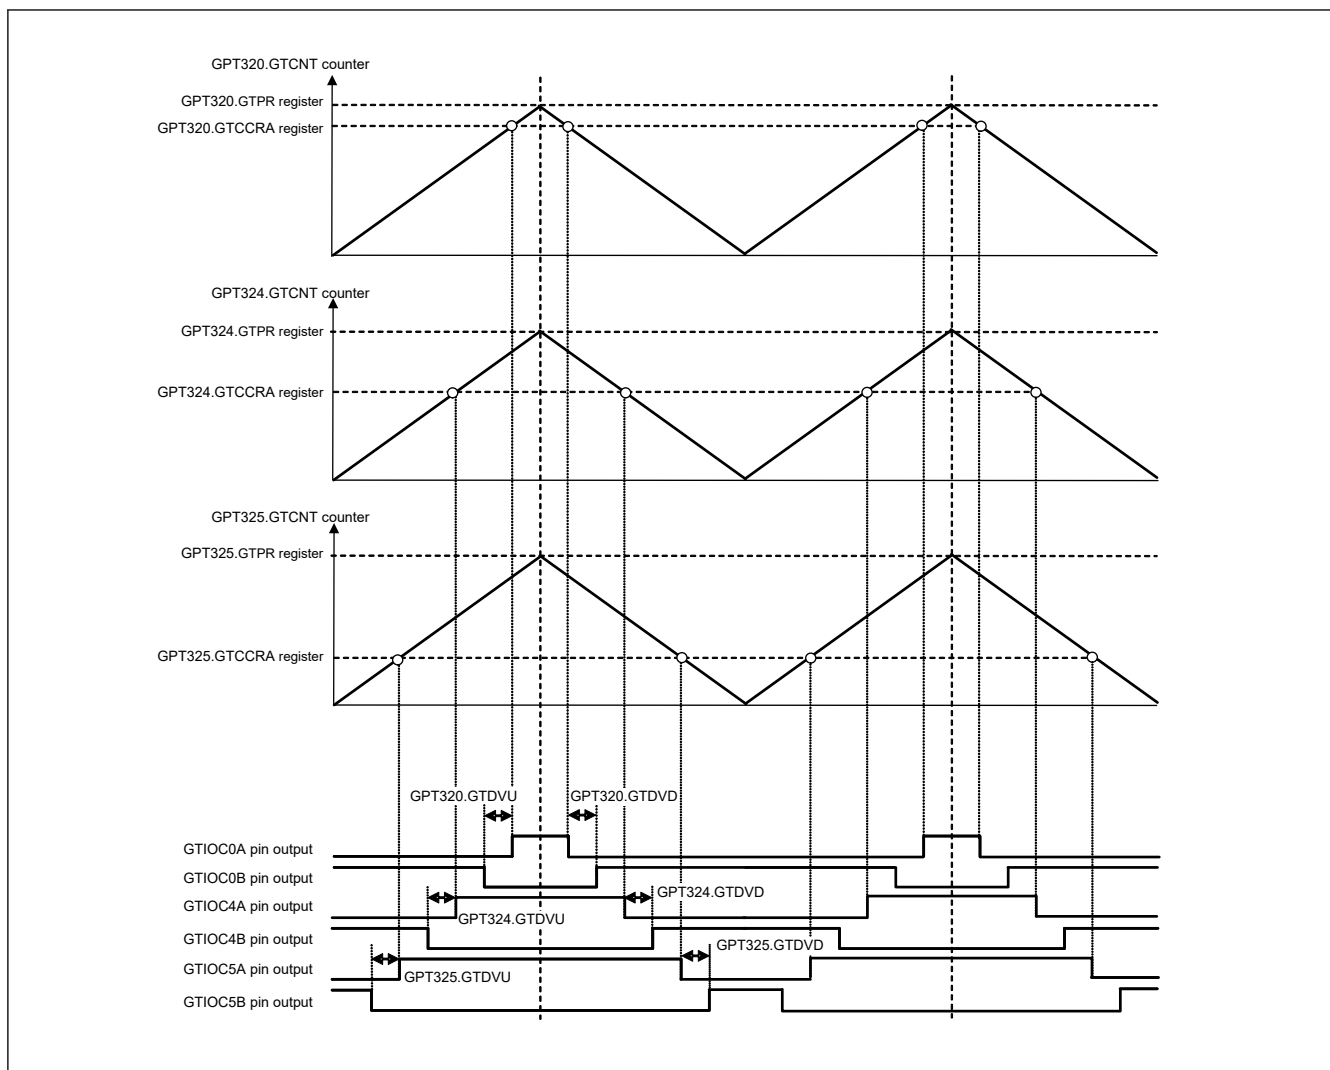 GPT320.GTCNT counter
GPT320.GTPR register
GPT320.GTCCRA register
GPT324.GTCNT counter
GPT324.GTPR register
GPT324.GTCCRA register
GPT325.GTCNT counter
GPT325.GTPR register
GPT325.GTCCRA register
GPT320.GTDVU
GPT320.GTDVD
GTIOC0A pin output
GTIOC0B pin output
GPT324.GTDVD
GTIOC4A pin output
GPT324.GTDVU
GTIOC4B pin output
GPT325.GTDVD
GTIOC5A pin output
GPT325.GTDVU
GTIOC5B pin output